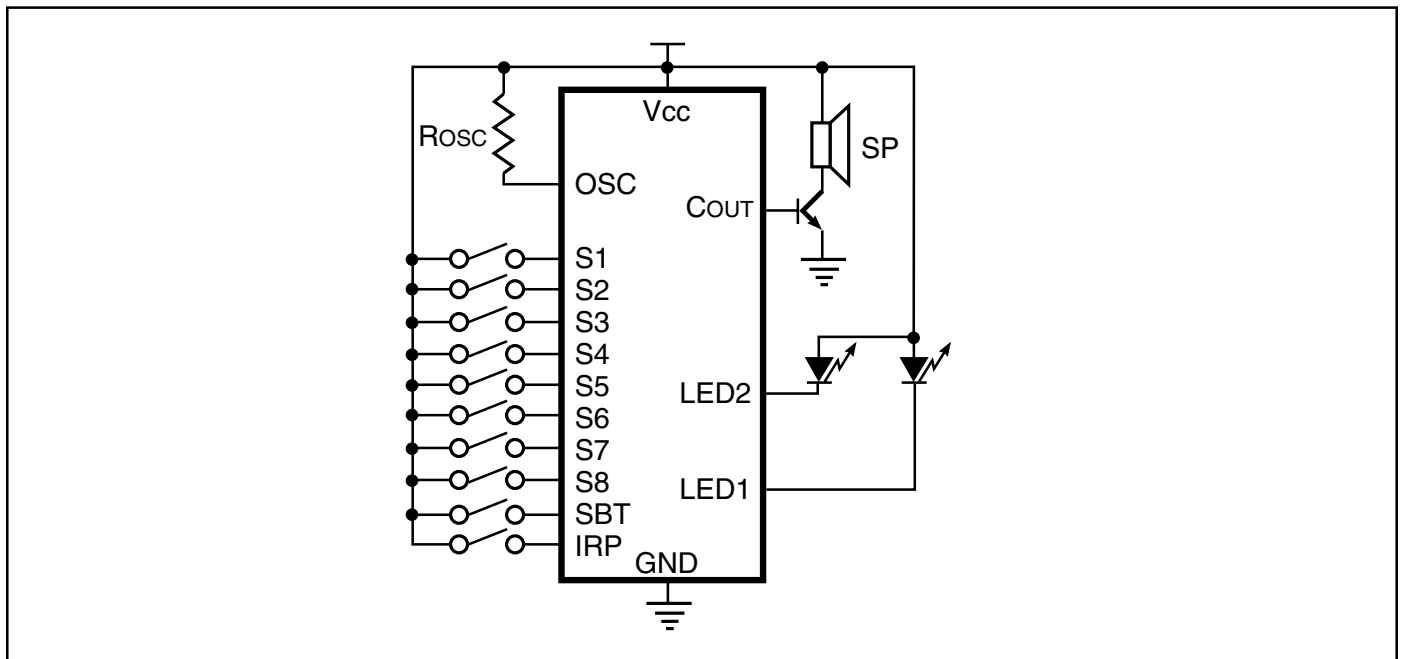 Vcc
ROSC
SP
OSC
COUT
S1
S2
S3
S4
S5
LED2
S6
S7
S8
LED1
SBT
IRP
GND